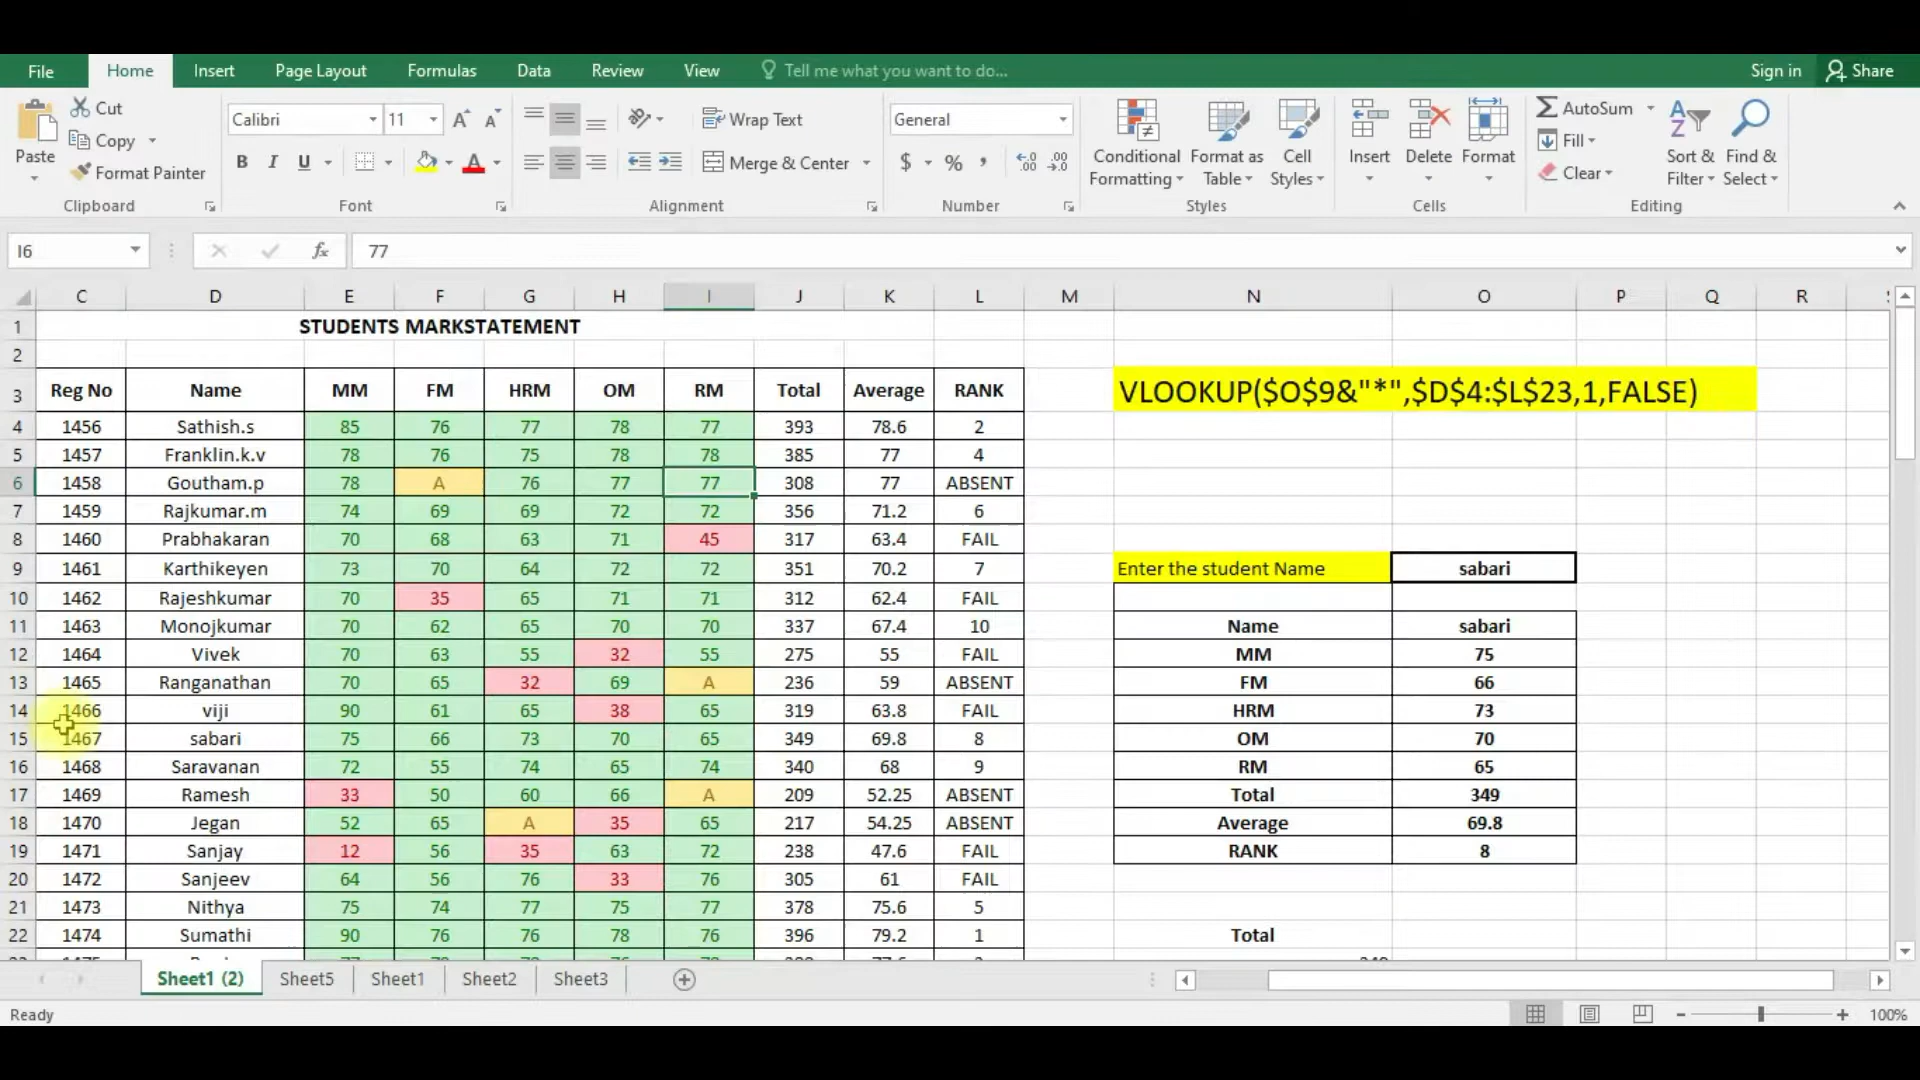 File Home Insert Page Layout Formulas Data Review View Tell me what you want to do... Sign in Share
Cut
Copy
Format Painter
Paste
Clipboard
Calibri 11
B I U
Font
Wrap Text
Merge & Center
Alignment
General
$ % ,
Number
Conditional Formatting
Format as Table
Cell Styles
Styles
Insert Delete Format
Cells
AutoSum
Fill
Clear
Sort & Filter
Find & Select
Editing
I6 fx 77
C D E F G H I J K L M N O P Q R
1 STUDENTS MARKSTATEMENT
2
3 Reg No Name MM FM HRM OM RM Total Average RANK VLOOKUP($O$9&"*",$D$4:$L$23,1,FALSE)
4 1456 Sathish.s 85 76 77 78 77 393 78.6 2
5 1457 Franklin.k.v 78 76 75 78 78 385 77 4
6 1458 Goutham.p 78 A 76 77 77 308 77 ABSENT
7 1459 Rajkumar.m 74 69 69 72 72 356 71.2 6
8 1460 Prabhakaran 70 68 63 71 45 317 63.4 FAIL
9 1461 Karthikeyen 73 70 64 72 72 351 70.2 7 Enter the student Name sabari
10 1462 Rajeshkumar 70 35 65 71 71 312 62.4 FAIL
11 1463 Monojkumar 70 62 65 70 70 337 67.4 10 Name sabari
12 1464 Vivek 70 63 55 32 55 275 55 FAIL MM 75
13 1465 Ranganathan 70 65 32 69 A 236 59 ABSENT FM 66
14 1466 viji 90 61 65 38 65 319 63.8 FAIL HRM 73
15 1467 sabari 75 66 73 70 65 349 69.8 8 OM 70
16 1468 Saravanan 72 55 74 65 74 340 68 9 RM 65
17 1469 Ramesh 33 50 60 66 A 209 52.25 ABSENT Total 349
18 1470 Jegan 52 65 A 35 65 217 54.25 ABSENT Average 69.8
19 1471 Sanjay 12 56 35 63 72 238 47.6 FAIL RANK 8
20 1472 Sanjeev 64 56 76 33 76 305 61 FAIL
21 1473 Nithya 75 74 77 75 77 378 75.6 5
22 1474 Sumathi 90 76 76 78 76 396 79.2 1 Total
Sheet1 (2) Sheet5 Sheet1 Sheet2 Sheet3
Ready 100%